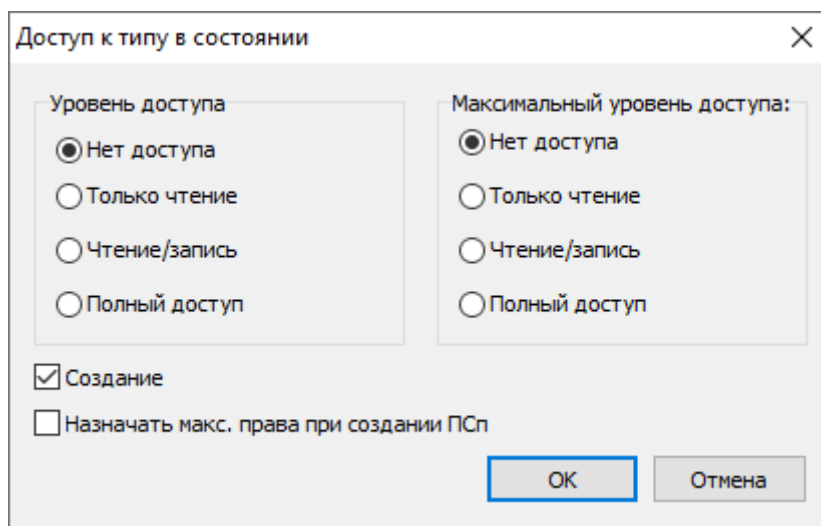 Доступ к типу в состоянии
Уровень доступа
Нет доступа
Только чтение
Чтение/запись
Полный доступ
Максимальный уровень доступа:
Нет доступа
Только чтение
Чтение/запись
Полный доступ
Создание
Назначать макс. права при создании ПСп
ОК
Отмена